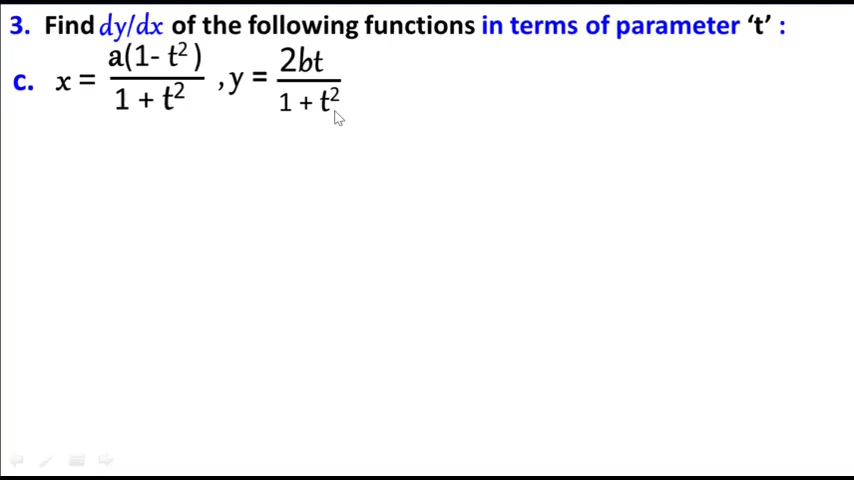 3. Find dy/dx of the following functions in terms of parameter ‘t’ :
c. x = a(1- t²) / 1 + t² , y = 2bt / 1 + t²